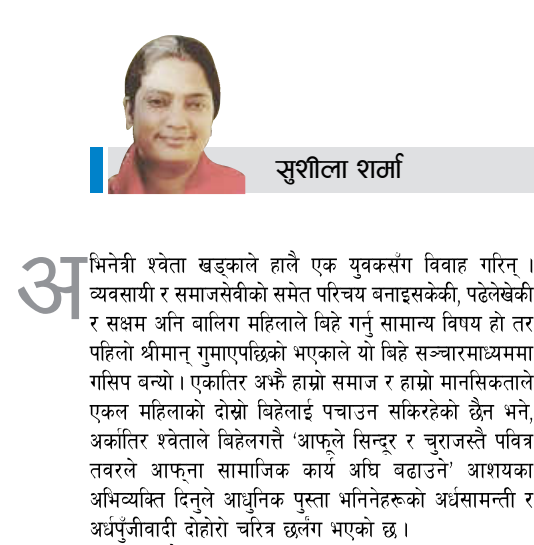 सुशीला शर्मा
अभिनेत्री श्वेता खड्काले हालै एक युवकसँग विवाह गरिन् ।
व्यवसायी र समाजसेवीको समेत परिचय बनाइसकेकी, पढेलेखेकी
र सक्षम अनि बालिग महिलाले बिहे गर्नु सामान्य विषय हो तर
पहिलो श्रीमान् गुमाएपछिको भएकाले यो बिहे सञ्चारमाध्यममा
गसिप बन्यो । एकातिर अझै हाम्रो समाज र हाम्रो मानसिकताले
एकल महिलाको दोस्रो बिहेलाई पचाउन सकिरहेको छैन भने,
अर्कातिर श्वेताले बिहेलगत्तै ‘आफूले सिन्दूर र चुराजस्तै पवित्र
तवरले आफ्ना सामाजिक कार्य अघि बढाउने’ आशयका
अभिव्यक्ति दिनुले आधुनिक पुस्ता भनिनेहरूको अर्धसामन्ती र
अर्धपुँजीवादी दोहोरो चरित्र छर्लंग भएको छ ।